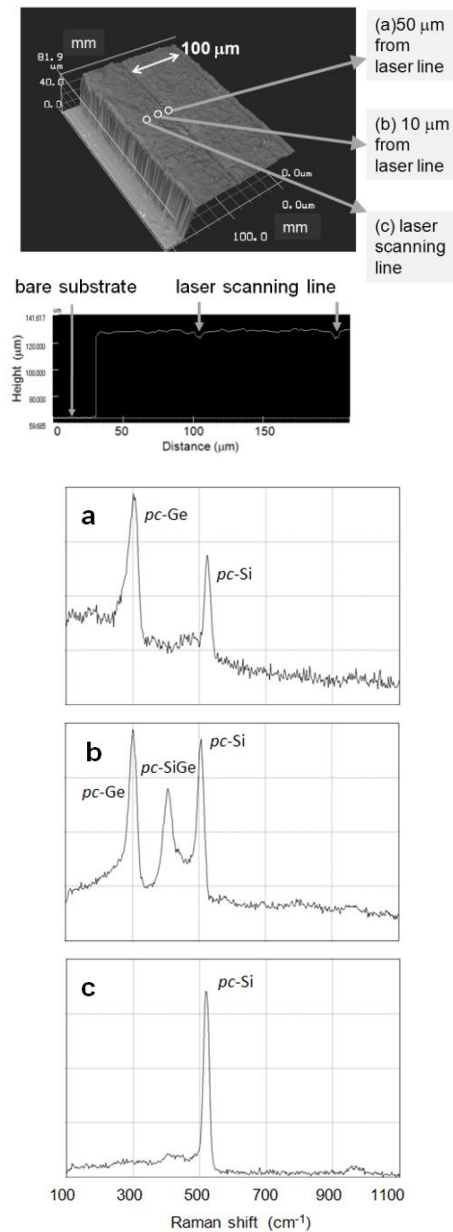 mm
81.9
um
40.0
0.0
100 μm
0.0um
0.0um
100.0
mm
(a)50 μm
from
laser line
(b) 10 μm
from
laser line
(c) laser
scanning
line
bare substrate
laser scanning line
um
141.617
120.000
100.000
80.000
59.685
Height (μm)
0
50
100
150
Distance (μm)
a
pc-Ge
pc-Si
b
pc-Ge
pc-SiGe
pc-Si
c
pc-Si
100 300 500 700 900 1100
Raman shift (cm-1)